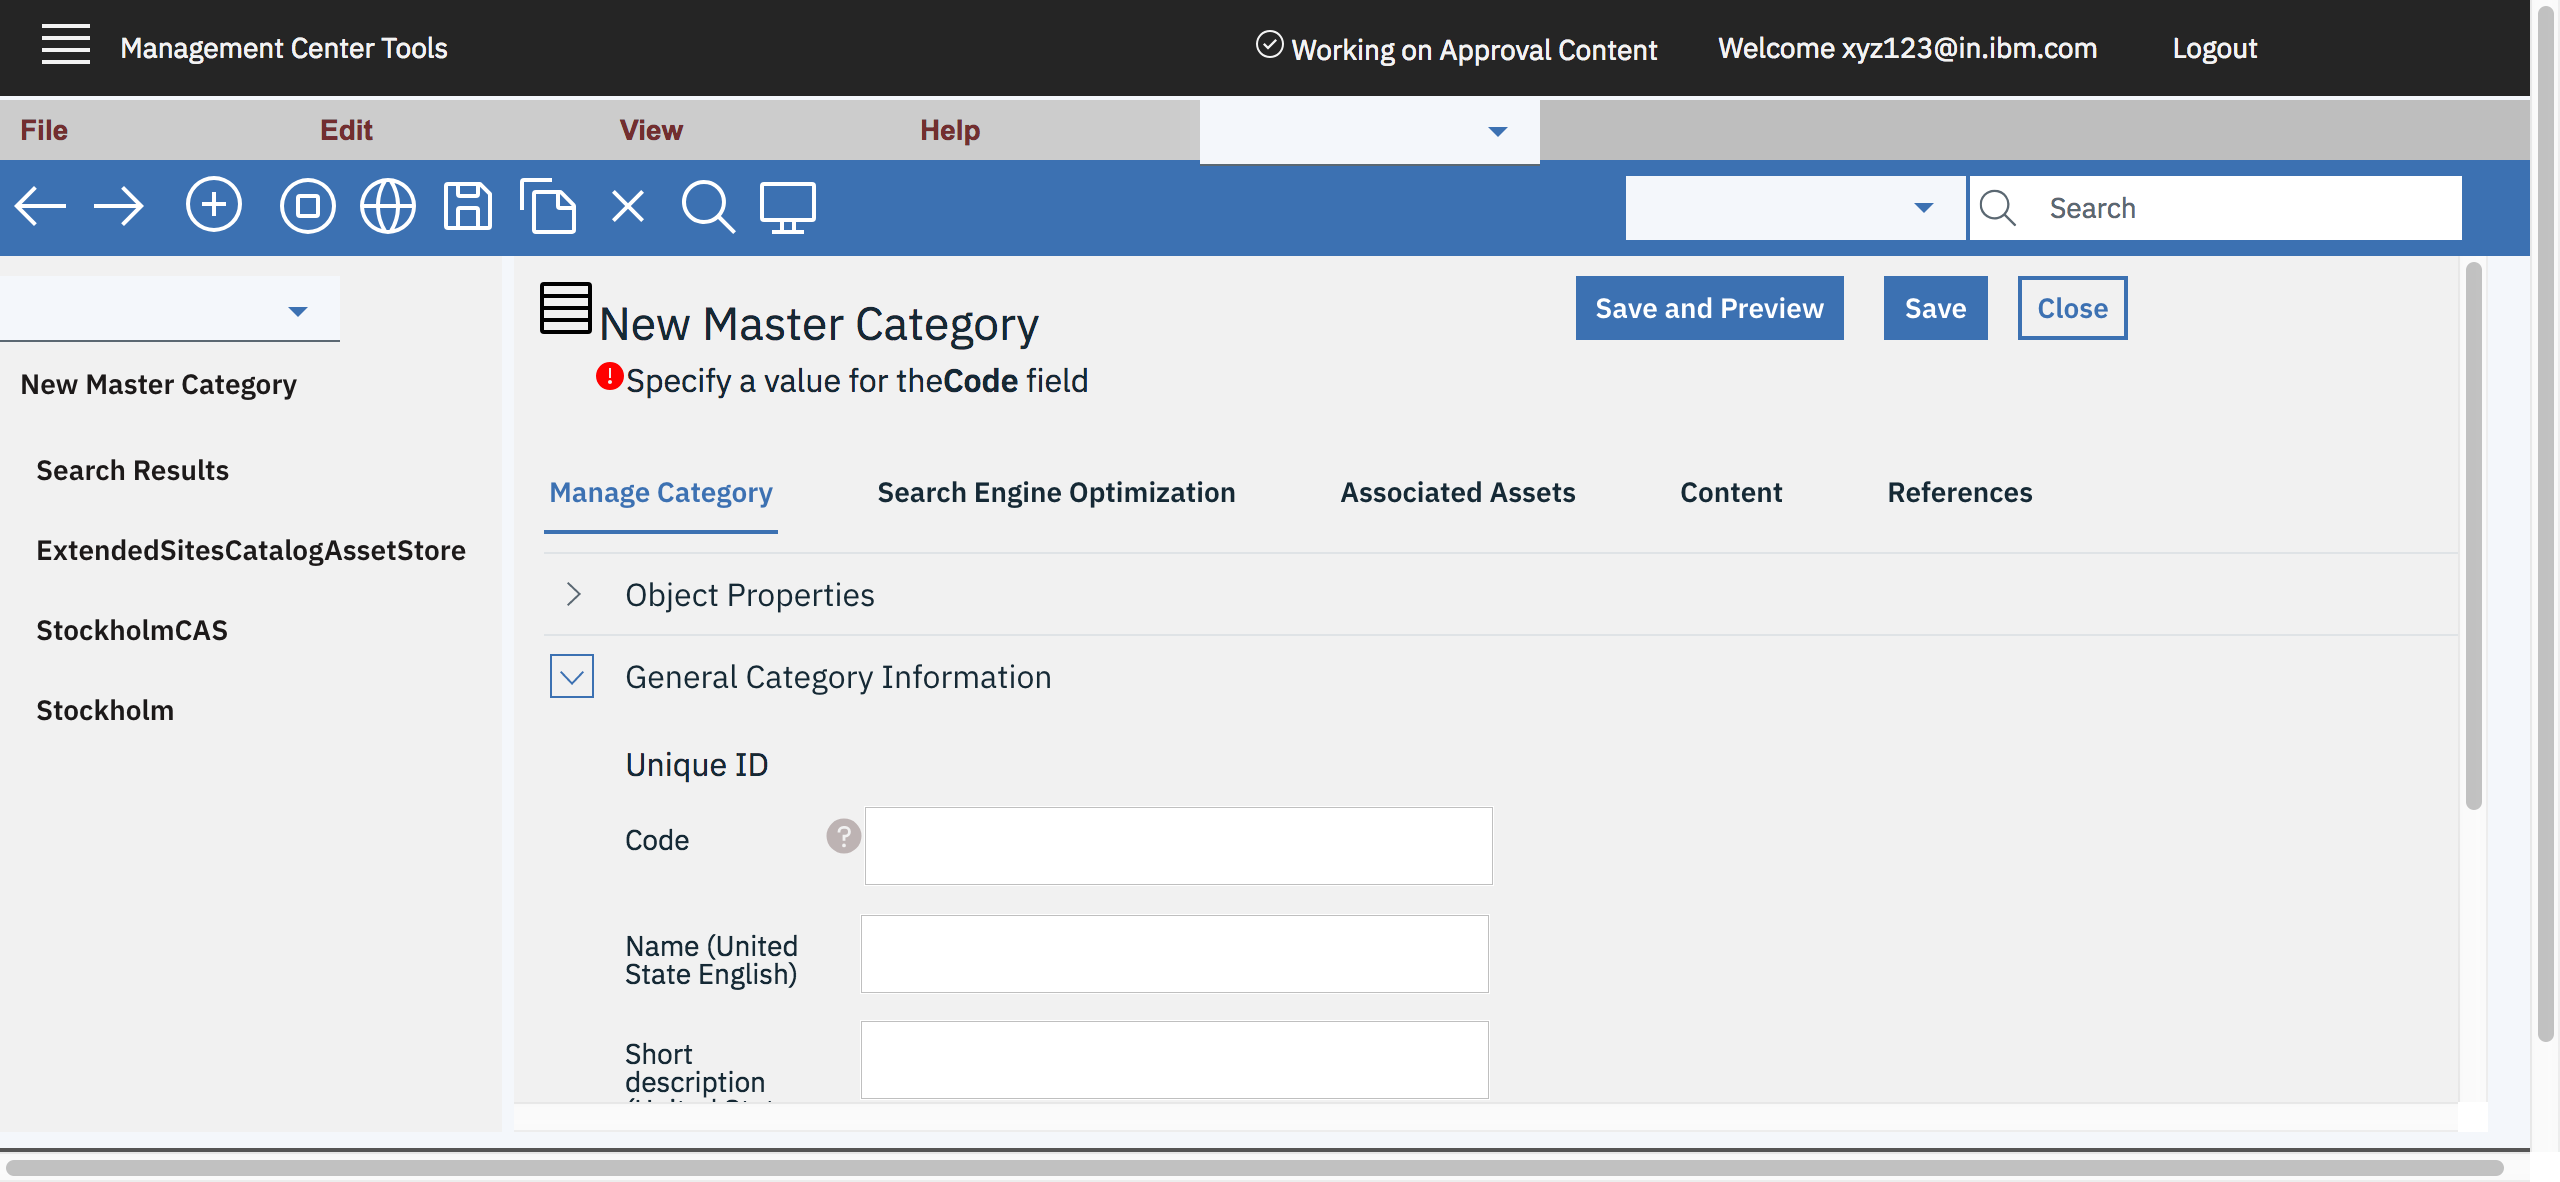 Management Center Tools
Working on Approval Content
Welcome xyz123@in.ibm.com
Logout
File
Edit
View
Help
Search
New Master Category
Search Results
ExtendedSitesCatalogAssetStore
StockholmCAS
Stockholm
New Master Category
Save and Preview
Save
Close
Specify a value for theCode field
Manage Category
Search Engine Optimization
Associated Assets
Content
References
Object Properties
General Category Information
Unique ID
Code
?
Name (United
State English)
Short
description